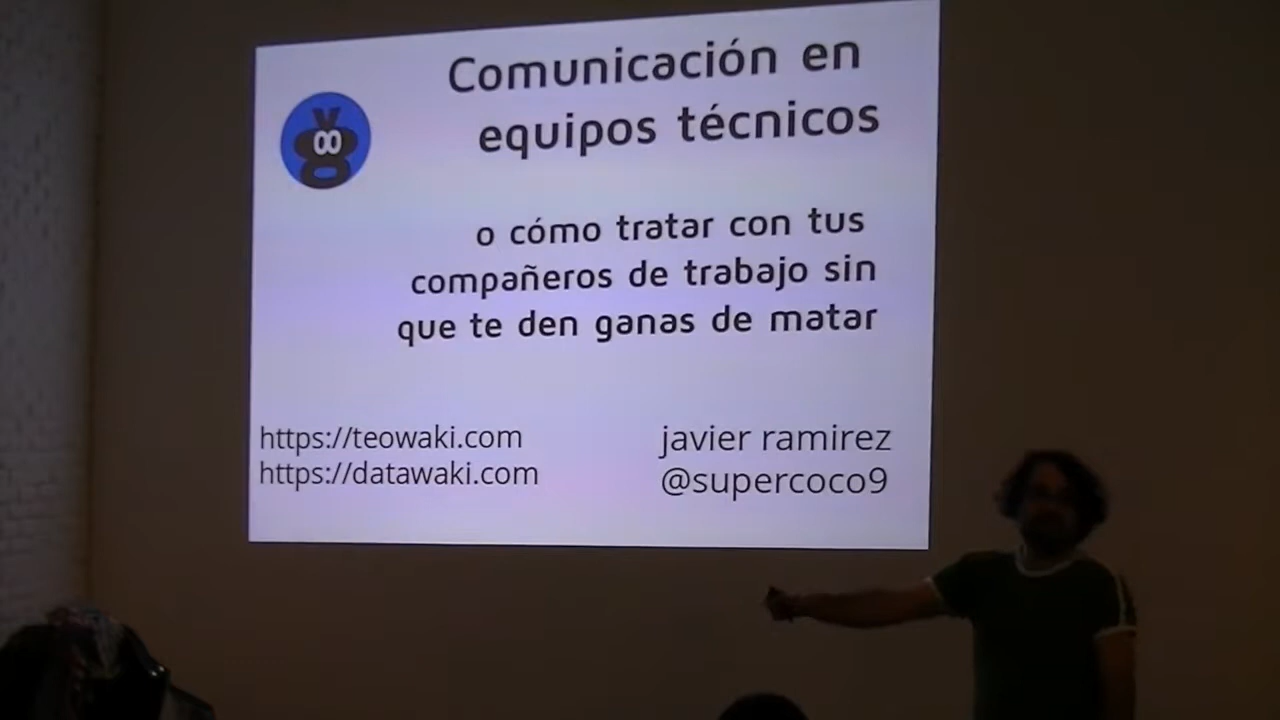 Comunicación en
equipos técnicos
o cómo tratar con tus
compañeros de trabajo sin
que te den ganas de matar
https://teowaki.com
https://datawaki.com
javier ramirez
@supercoco9